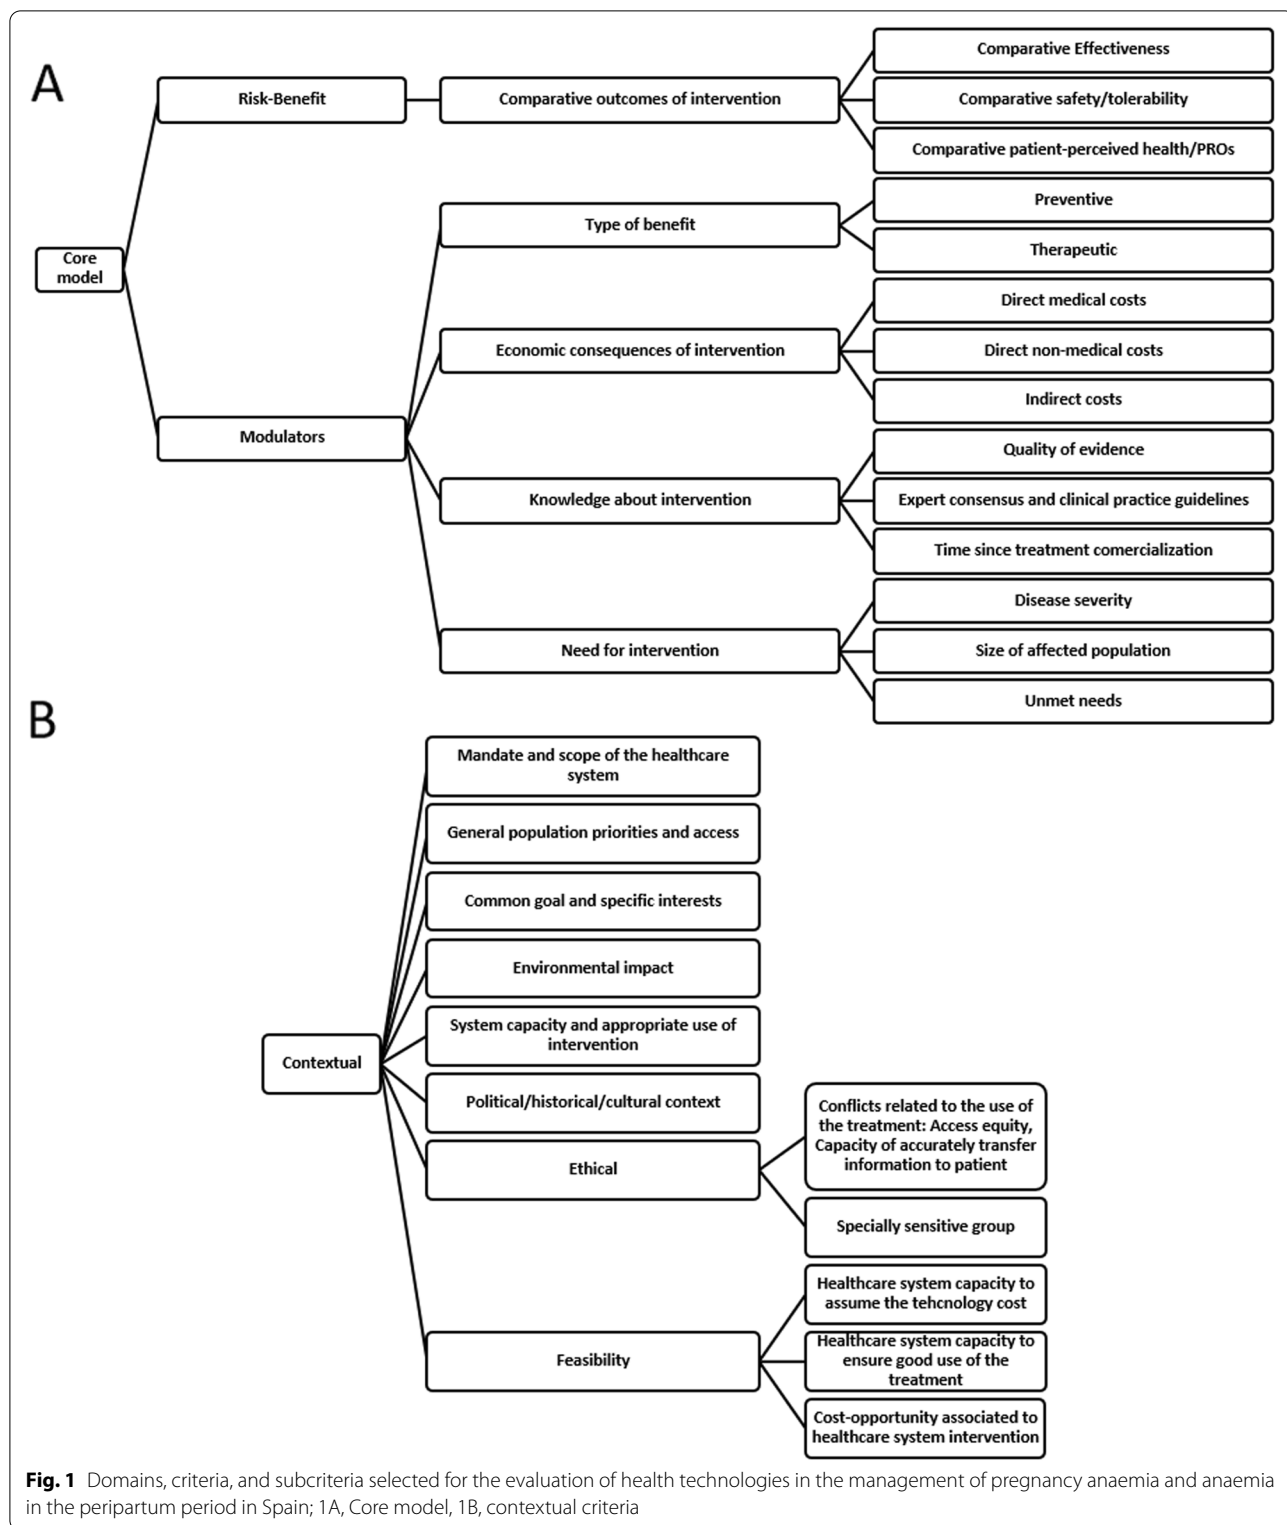 A
Core
model
Risk-Benefit
Comparative outcomes of intervention
Comparative Effectiveness
Comparative safety/tolerability
Comparative patient-perceived health/PROs
Modulators
Type of benefit
Preventive
Therapeutic
Economic consequences of intervention
Direct medical costs
Direct non-medical costs
Indirect costs
Knowledge about intervention
Quality of evidence
Expert consensus and clinical practice guidelines
Time since treatment comercialization
Need for intervention
Disease severity
Size of affected population
Unmet needs
B
Contextual
Mandate and scope of the healthcare
system
General population priorities and access
Common goal and specific interests
Environmental impact
System capacity and appropriate use of
intervention
Political/historical/cultural context
Ethical
Conflicts related to the use of
the treatment: Access equity,
Capacity of accurately transfer
information to patient
Specially sensitive group
Feasibility
Healthcare system capacity to
assume the tehcnology cost
Healthcare system capacity to
ensure good use of the
treatment
Cost-opportunity associated to
healthcare system intervention
Fig. 1 Domains, criteria, and subcriteria selected for the evaluation of health technologies in the management of pregnancy anaemia and anaemia
in the peripartum period in Spain; 1A, Core model, 1B, contextual criteria